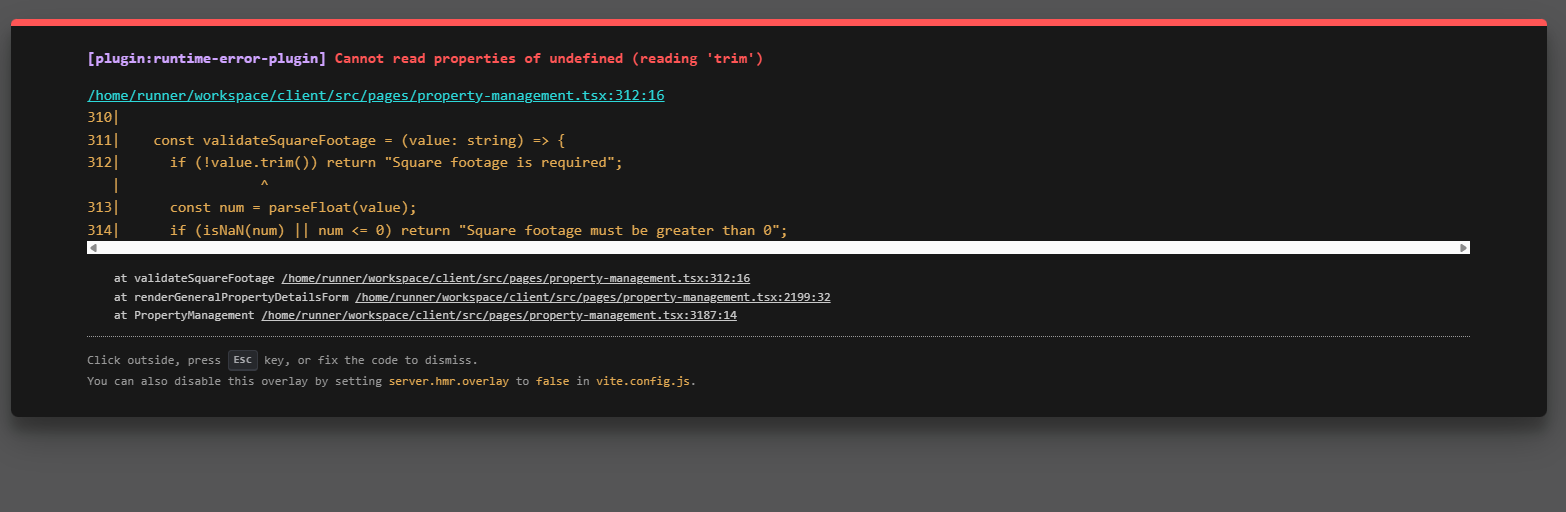 [plugin:runtime-error-plugin] Cannot read properties of undefined (reading 'trim')
/home/runner/workspace/client/src/pages/property-management.tsx:312:16
310|
311|    const validateSquareFootage = (value: string) => {
312|      if (!value.trim()) return "Square footage is required";
   |                 ^
313|      const num = parseFloat(value);
314|      if (isNaN(num) || num <= 0) return "Square footage must be greater than 0";
at validateSquareFootage /home/runner/workspace/client/src/pages/property-management.tsx:312:16
at renderGeneralPropertyDetailsForm /home/runner/workspace/client/src/pages/property-management.tsx:2199:32
at PropertyManagement /home/runner/workspace/client/src/pages/property-management.tsx:3187:14
Click outside, press Esc key, or fix the code to dismiss.
You can also disable this overlay by setting server.hmr.overlay to false in vite.config.js.